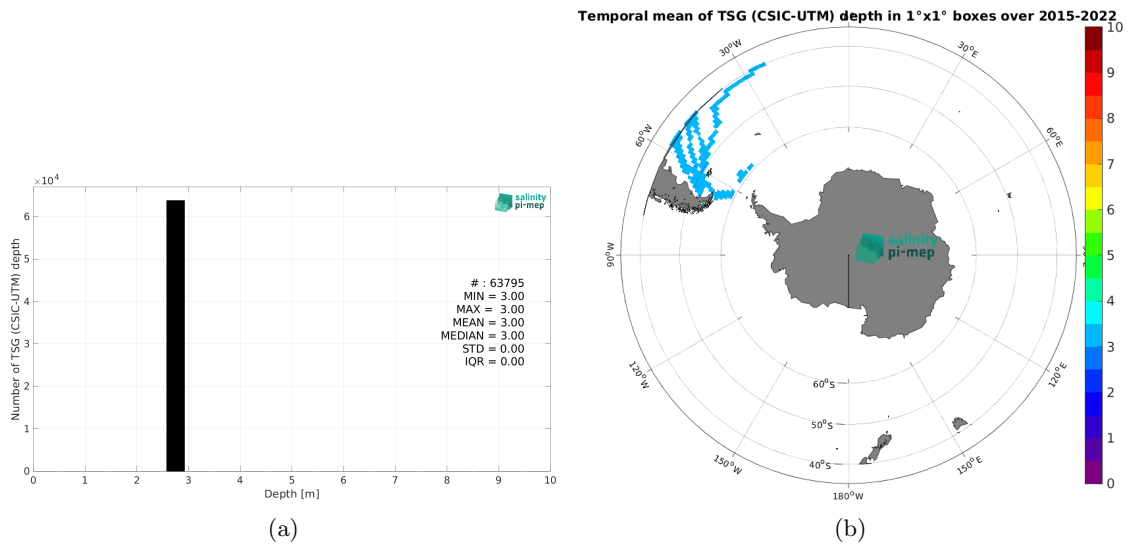 Temporal mean of TSG (CSIC-UTM) depth in 1°x1° boxes over 2015-2022
×10⁴
Number of TSG (CSIC-UTM) depth
6
5
4
3
2
1
0
salinity
pi-mep
# : 63795
MIN = 3.00
MAX = 3.00
MEAN = 3.00
MEDIAN = 3.00
STD = 0.00
IQR = 0.00
0 1 2 3 4 5 6 7 8 9 10
Depth [m]
(a)
30°W
30°E
60°W
60°E
90°W
120°W
120°E
150°W
150°E
180°W
60°S
50°S
40°S
salinity
pi-mep
10
9
8
7
6
5
4
3
2
1
0
(b)